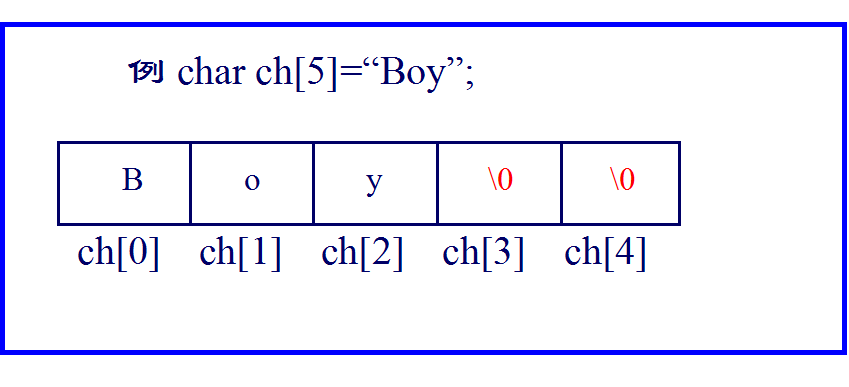 例 char ch[5]=“Boy”;
B o y \0 \0
ch[0] ch[1] ch[2] ch[3] ch[4]